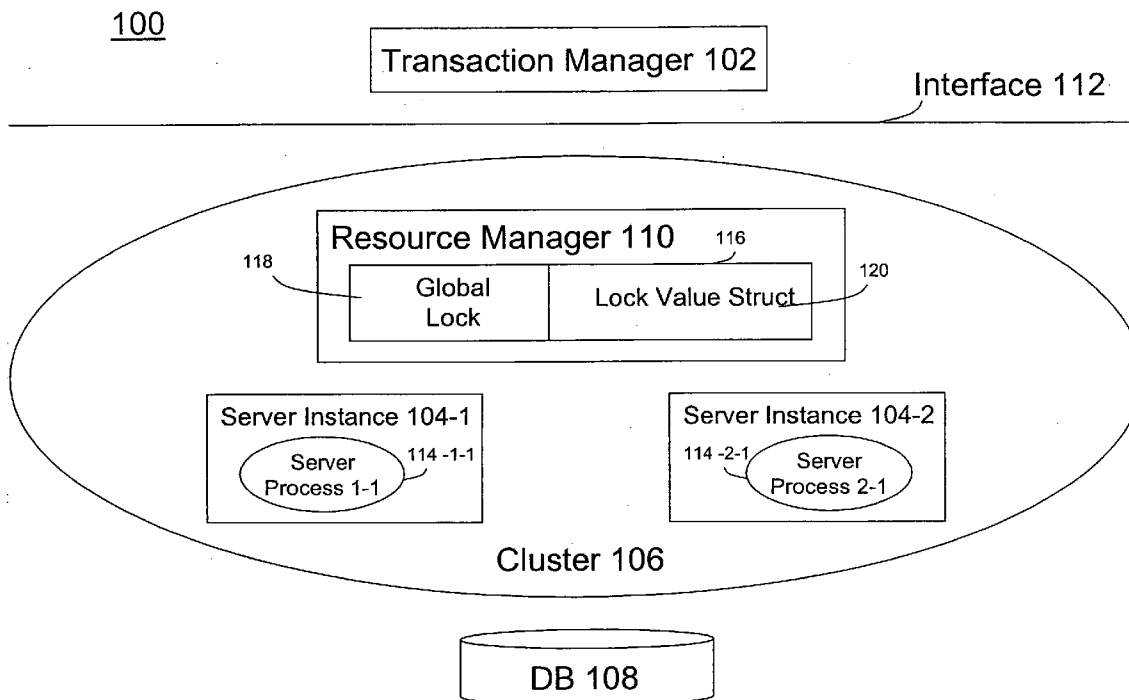 100
Transaction Manager 102
Interface 112
Resource Manager 110
116
118
Global
Lock
Lock Value Struct
120
Server Instance 104-1
Server
Process 1-1
114 -1-1
Server Instance 104-2
114 -2-1
Server
Process 2-1
Cluster 106
DB 108